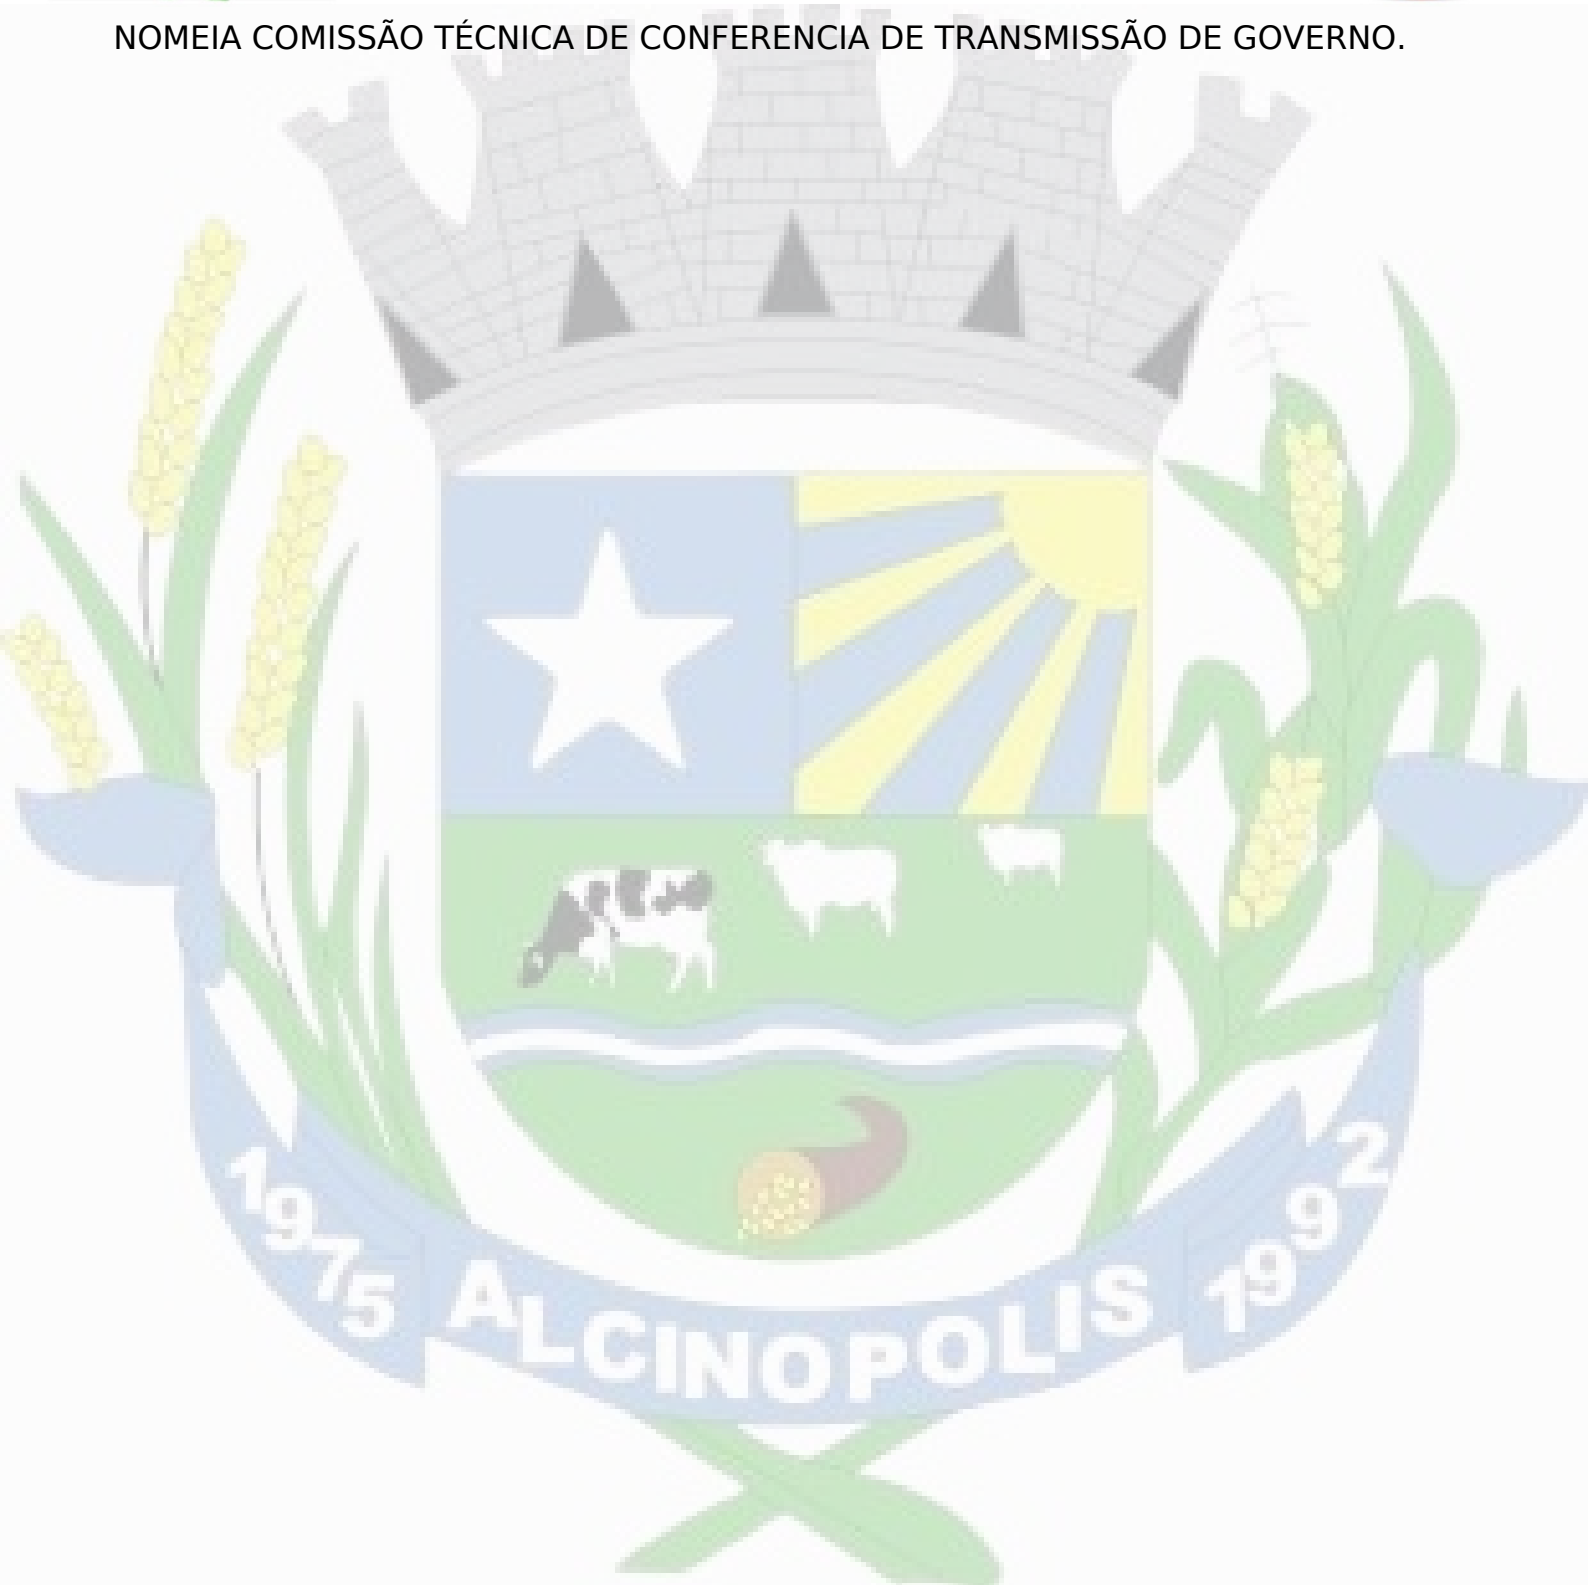 NOMEIA COMISSÃO TÉCNICA DE CONFERENCIA DE TRANSMISSÃO DE GOVERNO.
1975 ALCINOPOLIS 1992